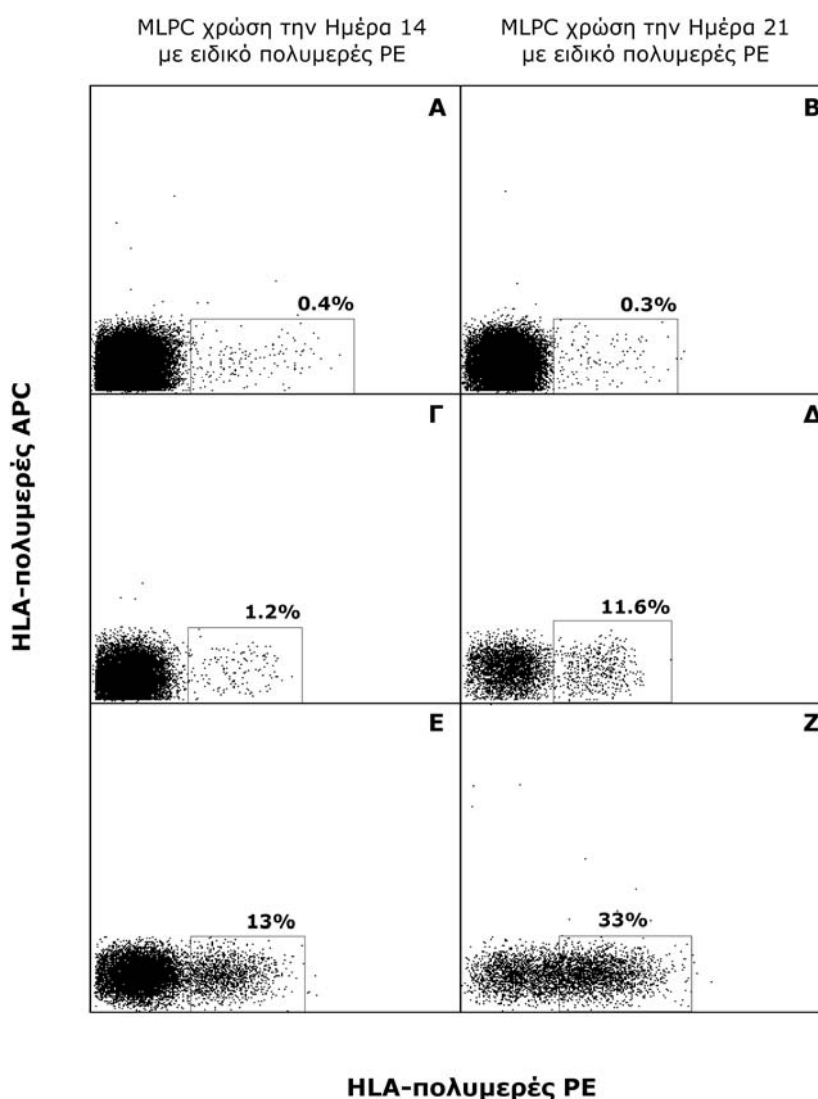 MLPC χρώση την Ημέρα 14
με ειδικό πολυμερές PE
MLPC χρώση την Ημέρα 21
με ειδικό πολυμερές PE
Α
Β
0.4%
0.3%
Γ
Δ
1.2%
11.6%
Ε
Ζ
13%
33%
HLA-πολυμερές APC
HLA-πολυμερές PE